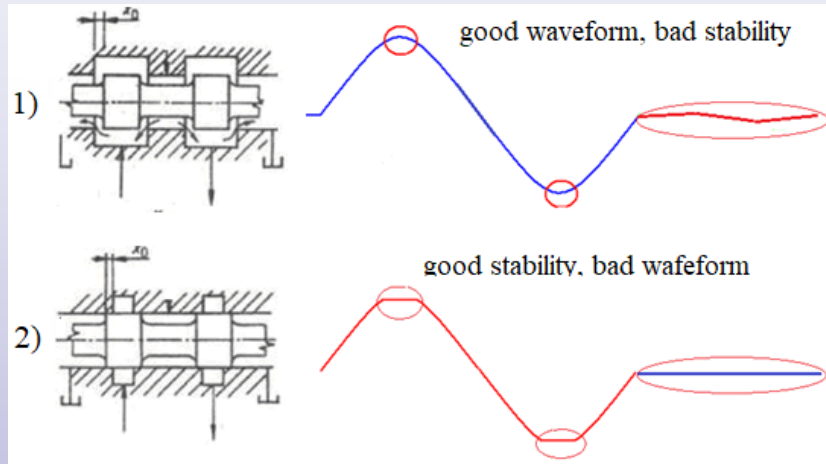 x₀
good waveform, bad stability
1)
x₀
good stability, bad wafeform
2)